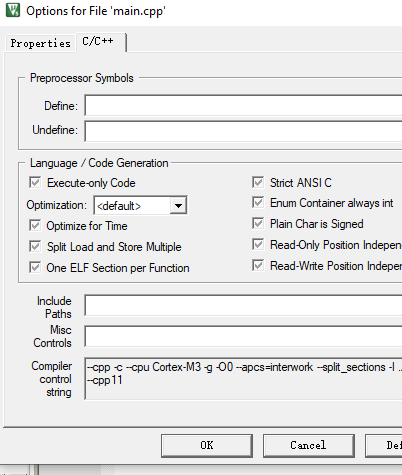 Options for File 'main.cpp'
Properties C/C++
Preprocessor Symbols
Define:
Undefine:
Language / Code Generation
Execute-only Code
Strict ANSI C
Optimization: <default>
Enum Container always int
Optimize for Time
Plain Char is Signed
Split Load and Store Multiple
Read-Only Position
One ELF Section per Function
Read-Write Position
Include
Paths
Misc
Controls
Compiler
control
string
--cpp -c --cpu Cortex-M3 -g -O0 --apcs=interwork --split_sections -I ..
--cpp11
OK Cancel